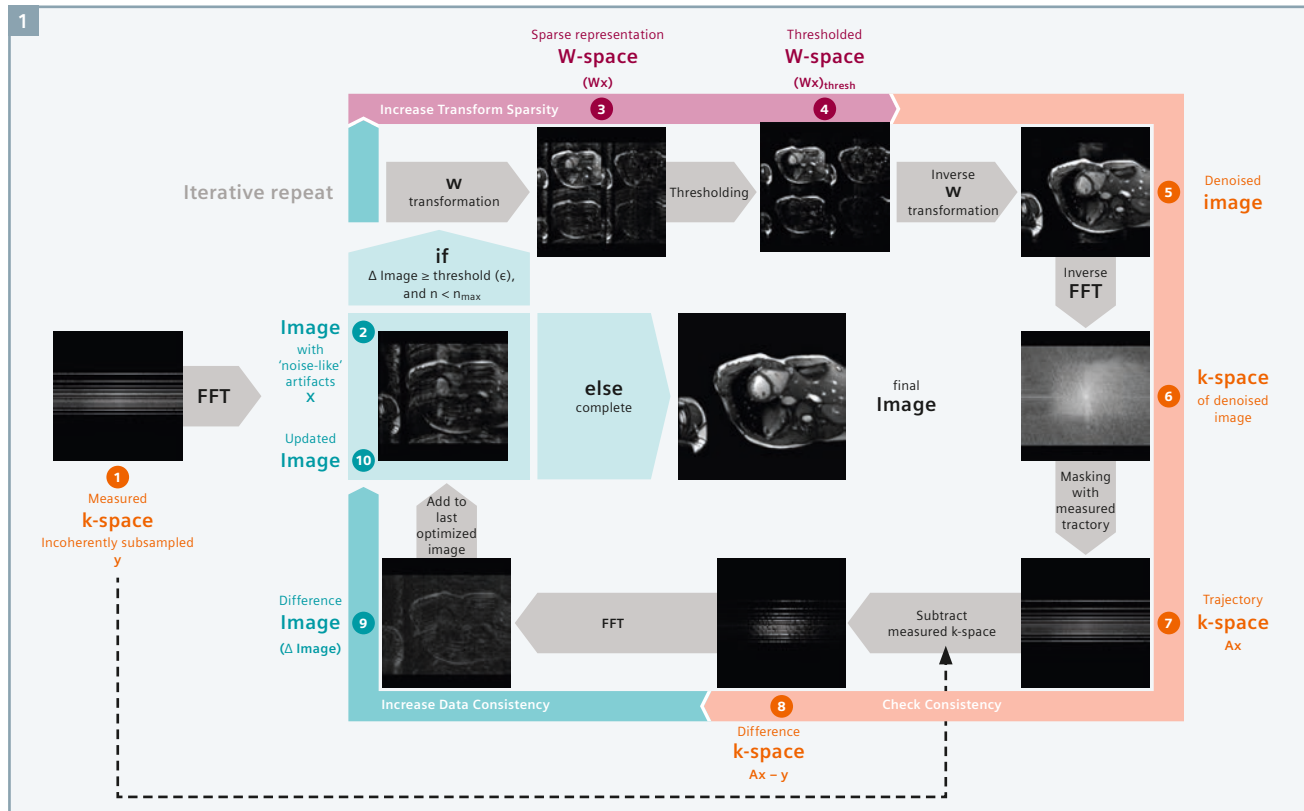 1
Sparse representation
W-space
(Wx)
Thresholded
W-space
(Wx)thresh
Increase Transform Sparsity
3
4
Iterative repeat
W
transformation
Thresholding
Inverse
W
transformation
5
Denoised
image
if
Δ Image ≥ threshold (ϵ),
and n < nmax
Inverse
FFT
FFT
Image
with
'noise-like'
artifacts
X
2
Updated
Image
10
else
complete
final
Image
6
k-space
of denoised
image
1
Measured
k-space
Incoherently subsampled
y
Add to
last
optimized
image
Masking
with
measured
tractory
Difference
Image
(Δ Image)
9
FFT
Subtract
measured k-space
7
Trajectory
k-space
Ax
Increase Data Consistency
8
Check Consistency
Difference
k-space
Ax – y